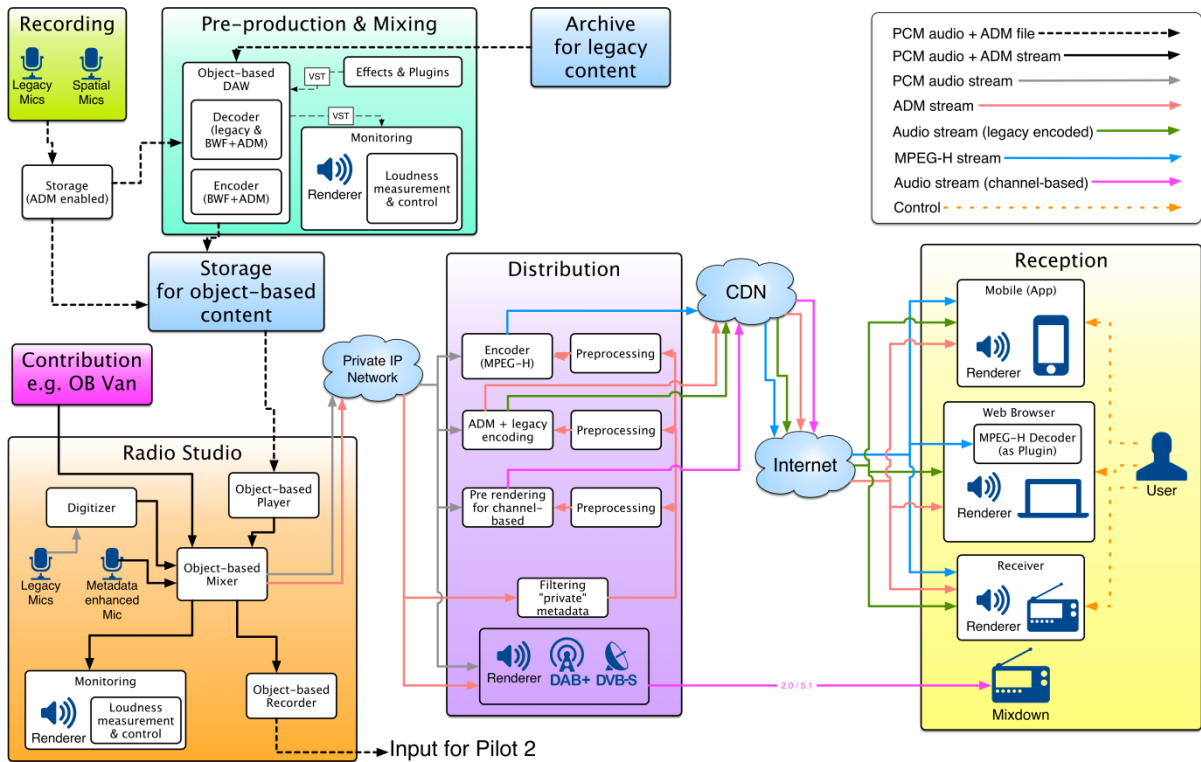 Recording
Legacy
Mics
Spatial
Mics
Storage
(ADM enabled)
Pre-production & Mixing
Object-based
DAW
Decoder
(legacy &
BWF+ADM)
Encoder
(BWF+ADM)
VST
Effects & Plugins
VST
Monitoring
Renderer
Loudness
measurement
& control
Archive
for legacy
content
PCM audio + ADM file
PCM audio + ADM stream
PCM audio stream
ADM stream
Audio stream (legacy encoded)
MPEG-H stream
Audio stream (channel-based)
Control
Storage
for object-based
content
Contribution
e.g. OB Van
Radio Studio
Digitizer
Object-based
Player
Legacy
Mics
Metadata
enhanced
Mic
Object-based
Mixer
Monitoring
Renderer
Loudness
measurement
& control
Object-based
Recorder
Input for Pilot 2
Private IP
Network
Distribution
Encoder
(MPEG-H)
Preprocessing
ADM + legacy
encoding
Preprocessing
Pre rendering
for channel-based
Preprocessing
Filtering
"private"
metadata
Renderer
DAB+
DVB-S
2.0 / 5.1
CDN
Internet
Reception
Mobile (App)
Renderer
Web Browser
MPEG-H Decoder
(as Plugin)
Renderer
Receiver
Renderer
Mixdown
User